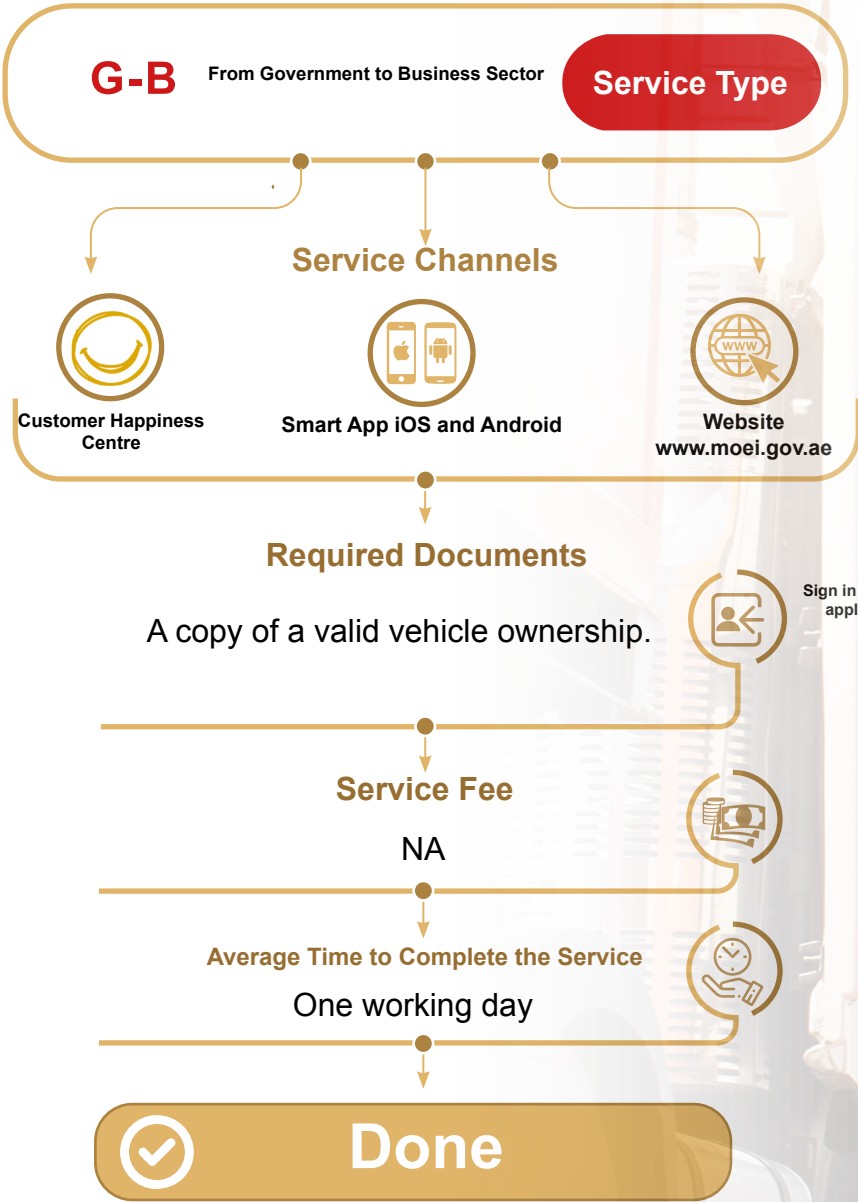 G-B
From Government to Business Sector
Service Type
Service Channels
Customer Happiness
Centre
Smart App iOS and Android
WWW
Website
www.moei.gov.ae
Required Documents
A copy of a valid vehicle ownership.
Sign in
appl
Service Fee
NA
Average Time to Complete the Service
One working day
Done